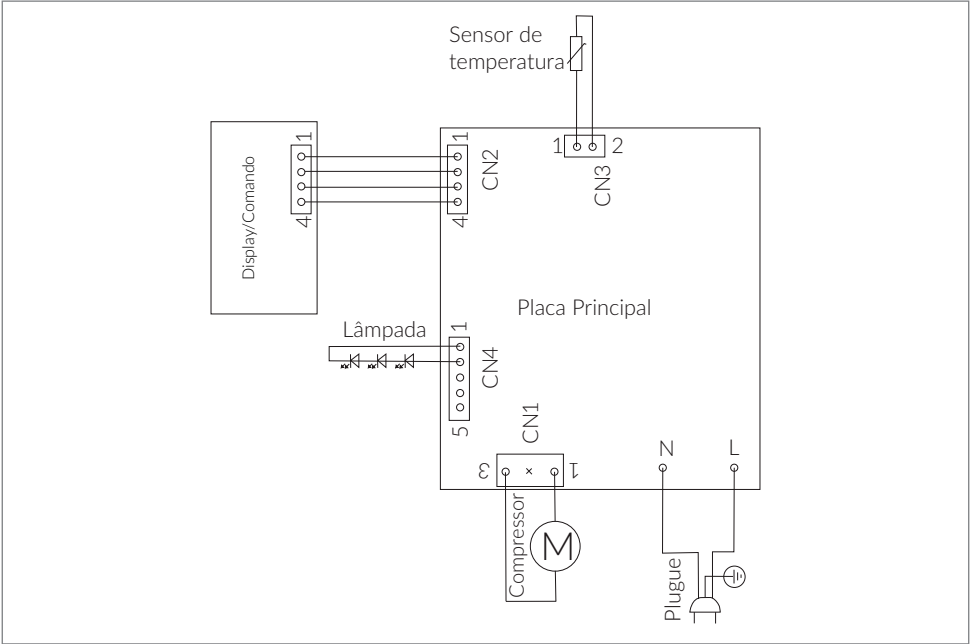 Sensor de
temperatura
1
2
CN3
1
1
CN2
4
4
Display/Comando
Placa Principal
Lâmpada
1
CN4
5
CN1
3
1
N
L
Compressor
M
Plugue